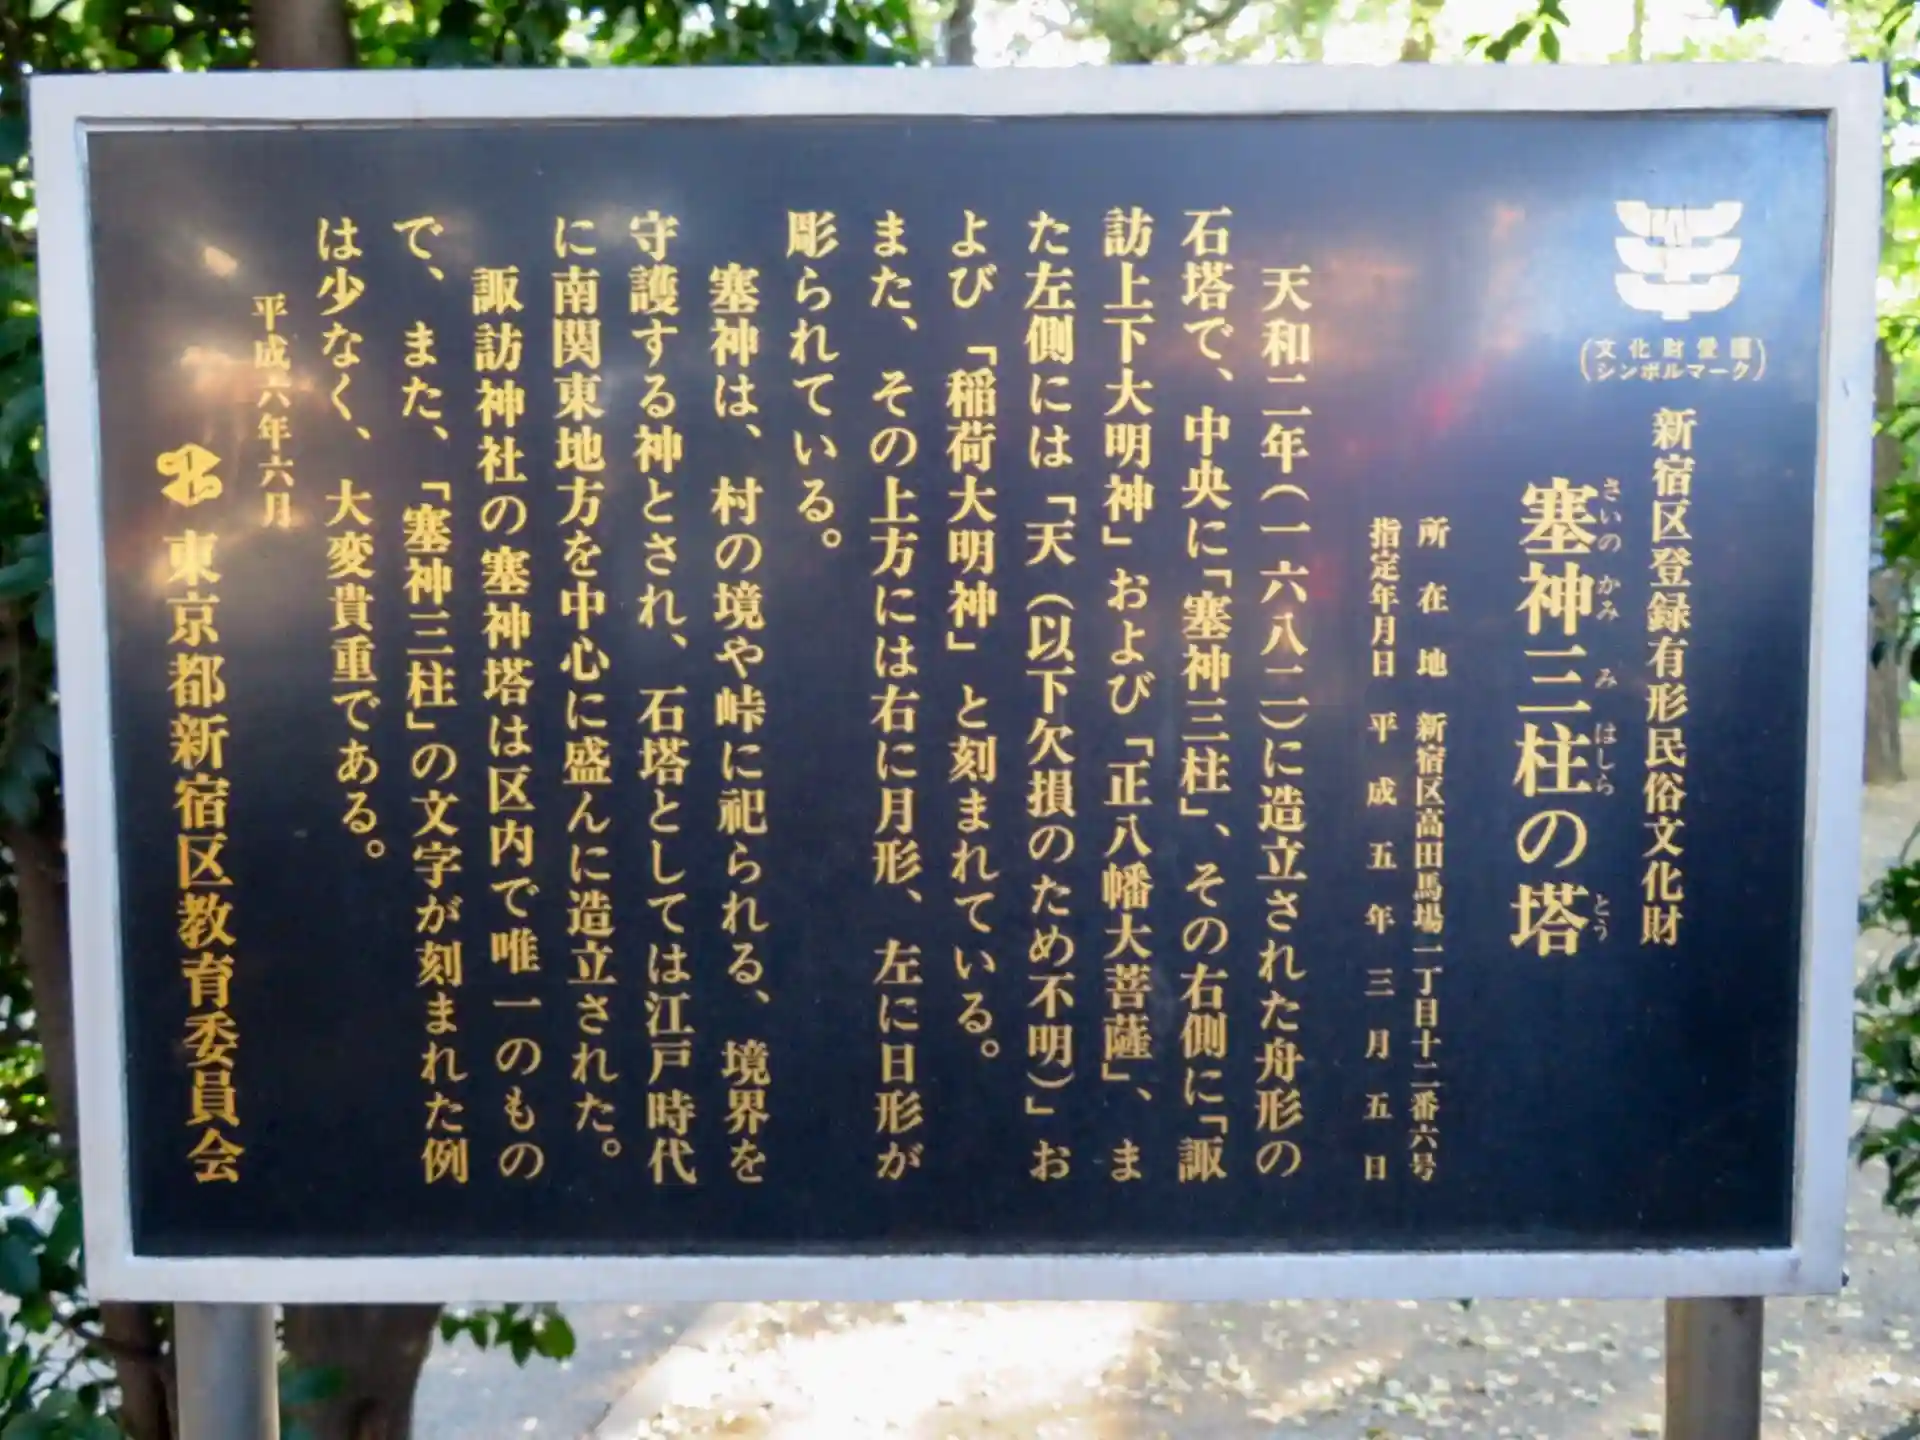 文化財愛護
シンボルマーク
新宿区登録有形民俗文化財
さいのかみみはしらとう
塞神三柱の塔
所在地 新宿区高田馬場一丁目十二番六号
指定年月日 平成五年三月五日
天和二年(一六八二)に造立された舟形の
石塔で、中央に「塞神三柱」、その右側に「諏
訪上下大明神」および「正八幡大菩薩」、ま
た左側には「天(以下欠損のため不明)」お
よび「稲荷大明神」と刻まれている。
また、その上方には右に月形、左に日形が
彫られている。
塞神は、村の境や峠に祀られる、境界を
守護する神とされ、石塔としては江戸時代
に南関東地方を中心に盛んに造立された。
諏訪神社の塞神塔は区内で唯一のもの
で、また、「塞神三柱」の文字が刻まれた例
は少なく、大変貴重である。
平成六年六月
東京都新宿区教育委員会